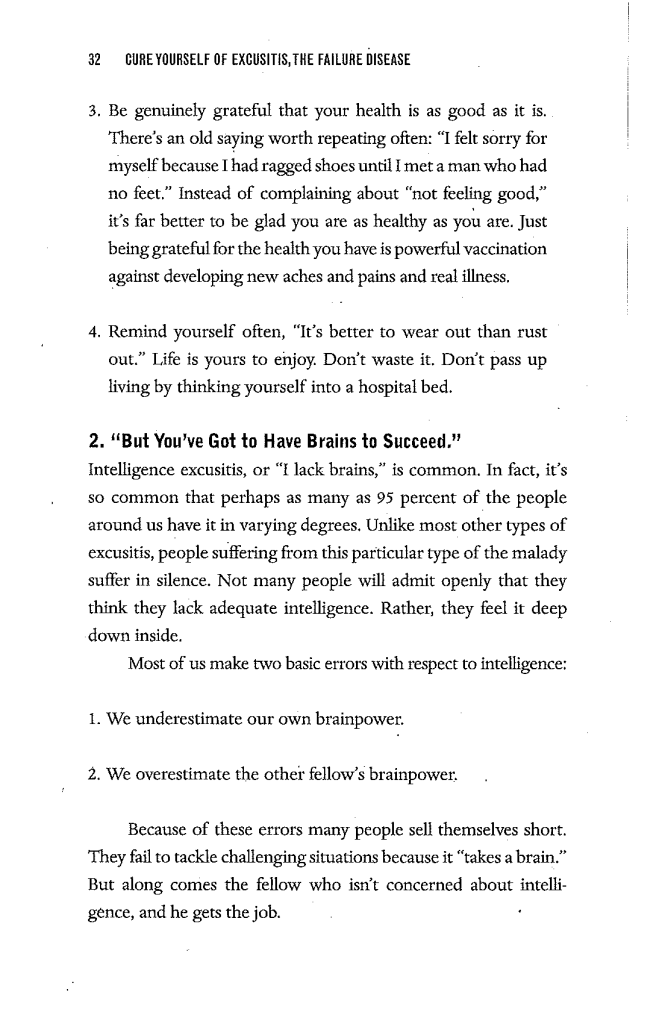 32 CURE YOURSELF OF EXCUSITIS, THE FAILURE DISEASE
3. Be genuinely grateful that your health is as good as it is.
There's an old saying worth repeating often: "I felt sorry for
myself because I had ragged shoes until I met a man who had
no feet." Instead of complaining about "not feeling good,"
it's far better to be glad you are as healthy as you are. Just
being grateful for the health you have is powerful vaccination
against developing new aches and pains and real illness.
4. Remind yourself often, "It's better to wear out than rust
out." Life is yours to enjoy. Don't waste it. Don't pass up
living by thinking yourself into a hospital bed.
2. "But You've Got to Have Brains to Succeed."
Intelligence excusitis, or "I lack brains," is common. In fact, it's
so common that perhaps as many as 95 percent of the people
around us have it in varying degrees. Unlike most other types of
excusitis, people suffering from this particular type of the malady
suffer in silence. Not many people will admit openly that they
think they lack adequate intelligence. Rather, they feel it deep
down inside.
Most of us make two basic errors with respect to intelligence:
1. We underestimate our own brainpower.
2. We overestimate the other fellow's brainpower.
Because of these errors many people sell themselves short.
They fail to tackle challenging situations because it "takes a brain."
But along comes the fellow who isn't concerned about intelli-
gence, and he gets the job.